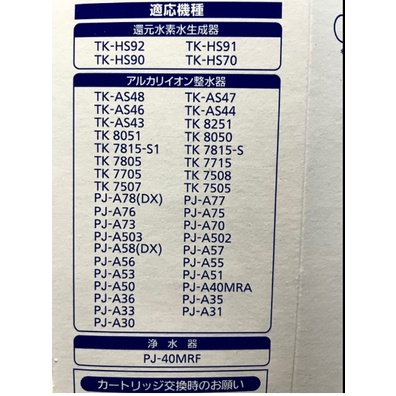 適応機種
還元水素水生成器
TK-HS92 TK-HS91
TK-HS90 TK-HS70
アルカリイオン整水器
TK-AS48 TK-AS47
TK-AS46 TK-AS44
TK-AS43 TK 8251
TK 8051 TK 8050
TK 7815-S1 TK 7815-S
TK 7805 TK 7715
TK 7705 TK 7508
TK 7507 TK 7505
PJ-A78(DX) PJ-A77
PJ-A76 PJ-A75
PJ-A73 PJ-A70
PJ-A503 PJ-A502
PJ-A58(DX) PJ-A57
PJ-A56 PJ-A55
PJ-A53 PJ-A51
PJ-A50 PJ-A40MRA
PJ-A36 PJ-A35
PJ-A33 PJ-A31
PJ-A30
浄水器
PJ-40MRF
カートリッジ交換時のお願い